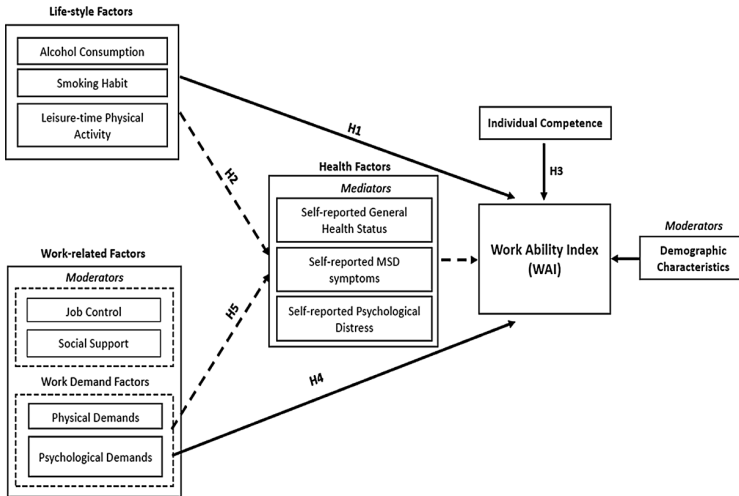 Life-style Factors
Alcohol Consumption
Smoking Habit
Leisure-time Physical
Activity
H1
H2
Individual Competence
H3
Health Factors
Mediators
Self-reported General
Health Status
Self-reported MSD
symptoms
Self-reported Psychological
Distress
Work Ability Index
(WAI)
Moderators
Demographic
Characteristics
Work-related Factors
Moderators
Job Control
Social Support
Work Demand Factors
Physical Demands
Psychological Demands
H5
H4